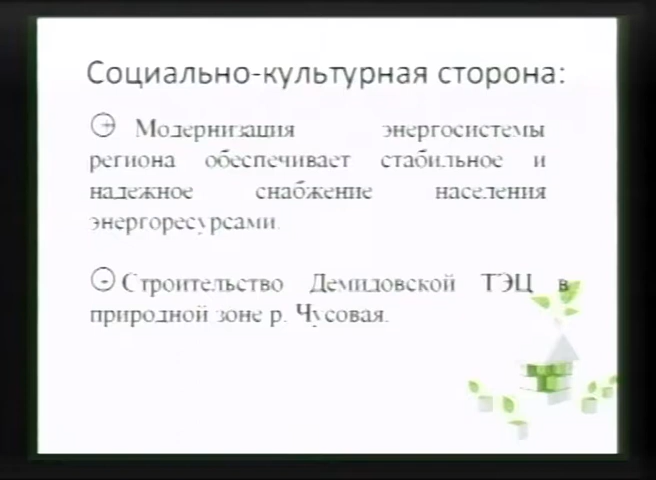 Социально-культурная сторона:
⊕ Модернизация энергосистемы
региона обеспечивает стабильное и
надежное снабжение населения
энергоресурсами.
⊖ Строительство Демидовской ТЭЦ в
природной зоне р. Чусовая.